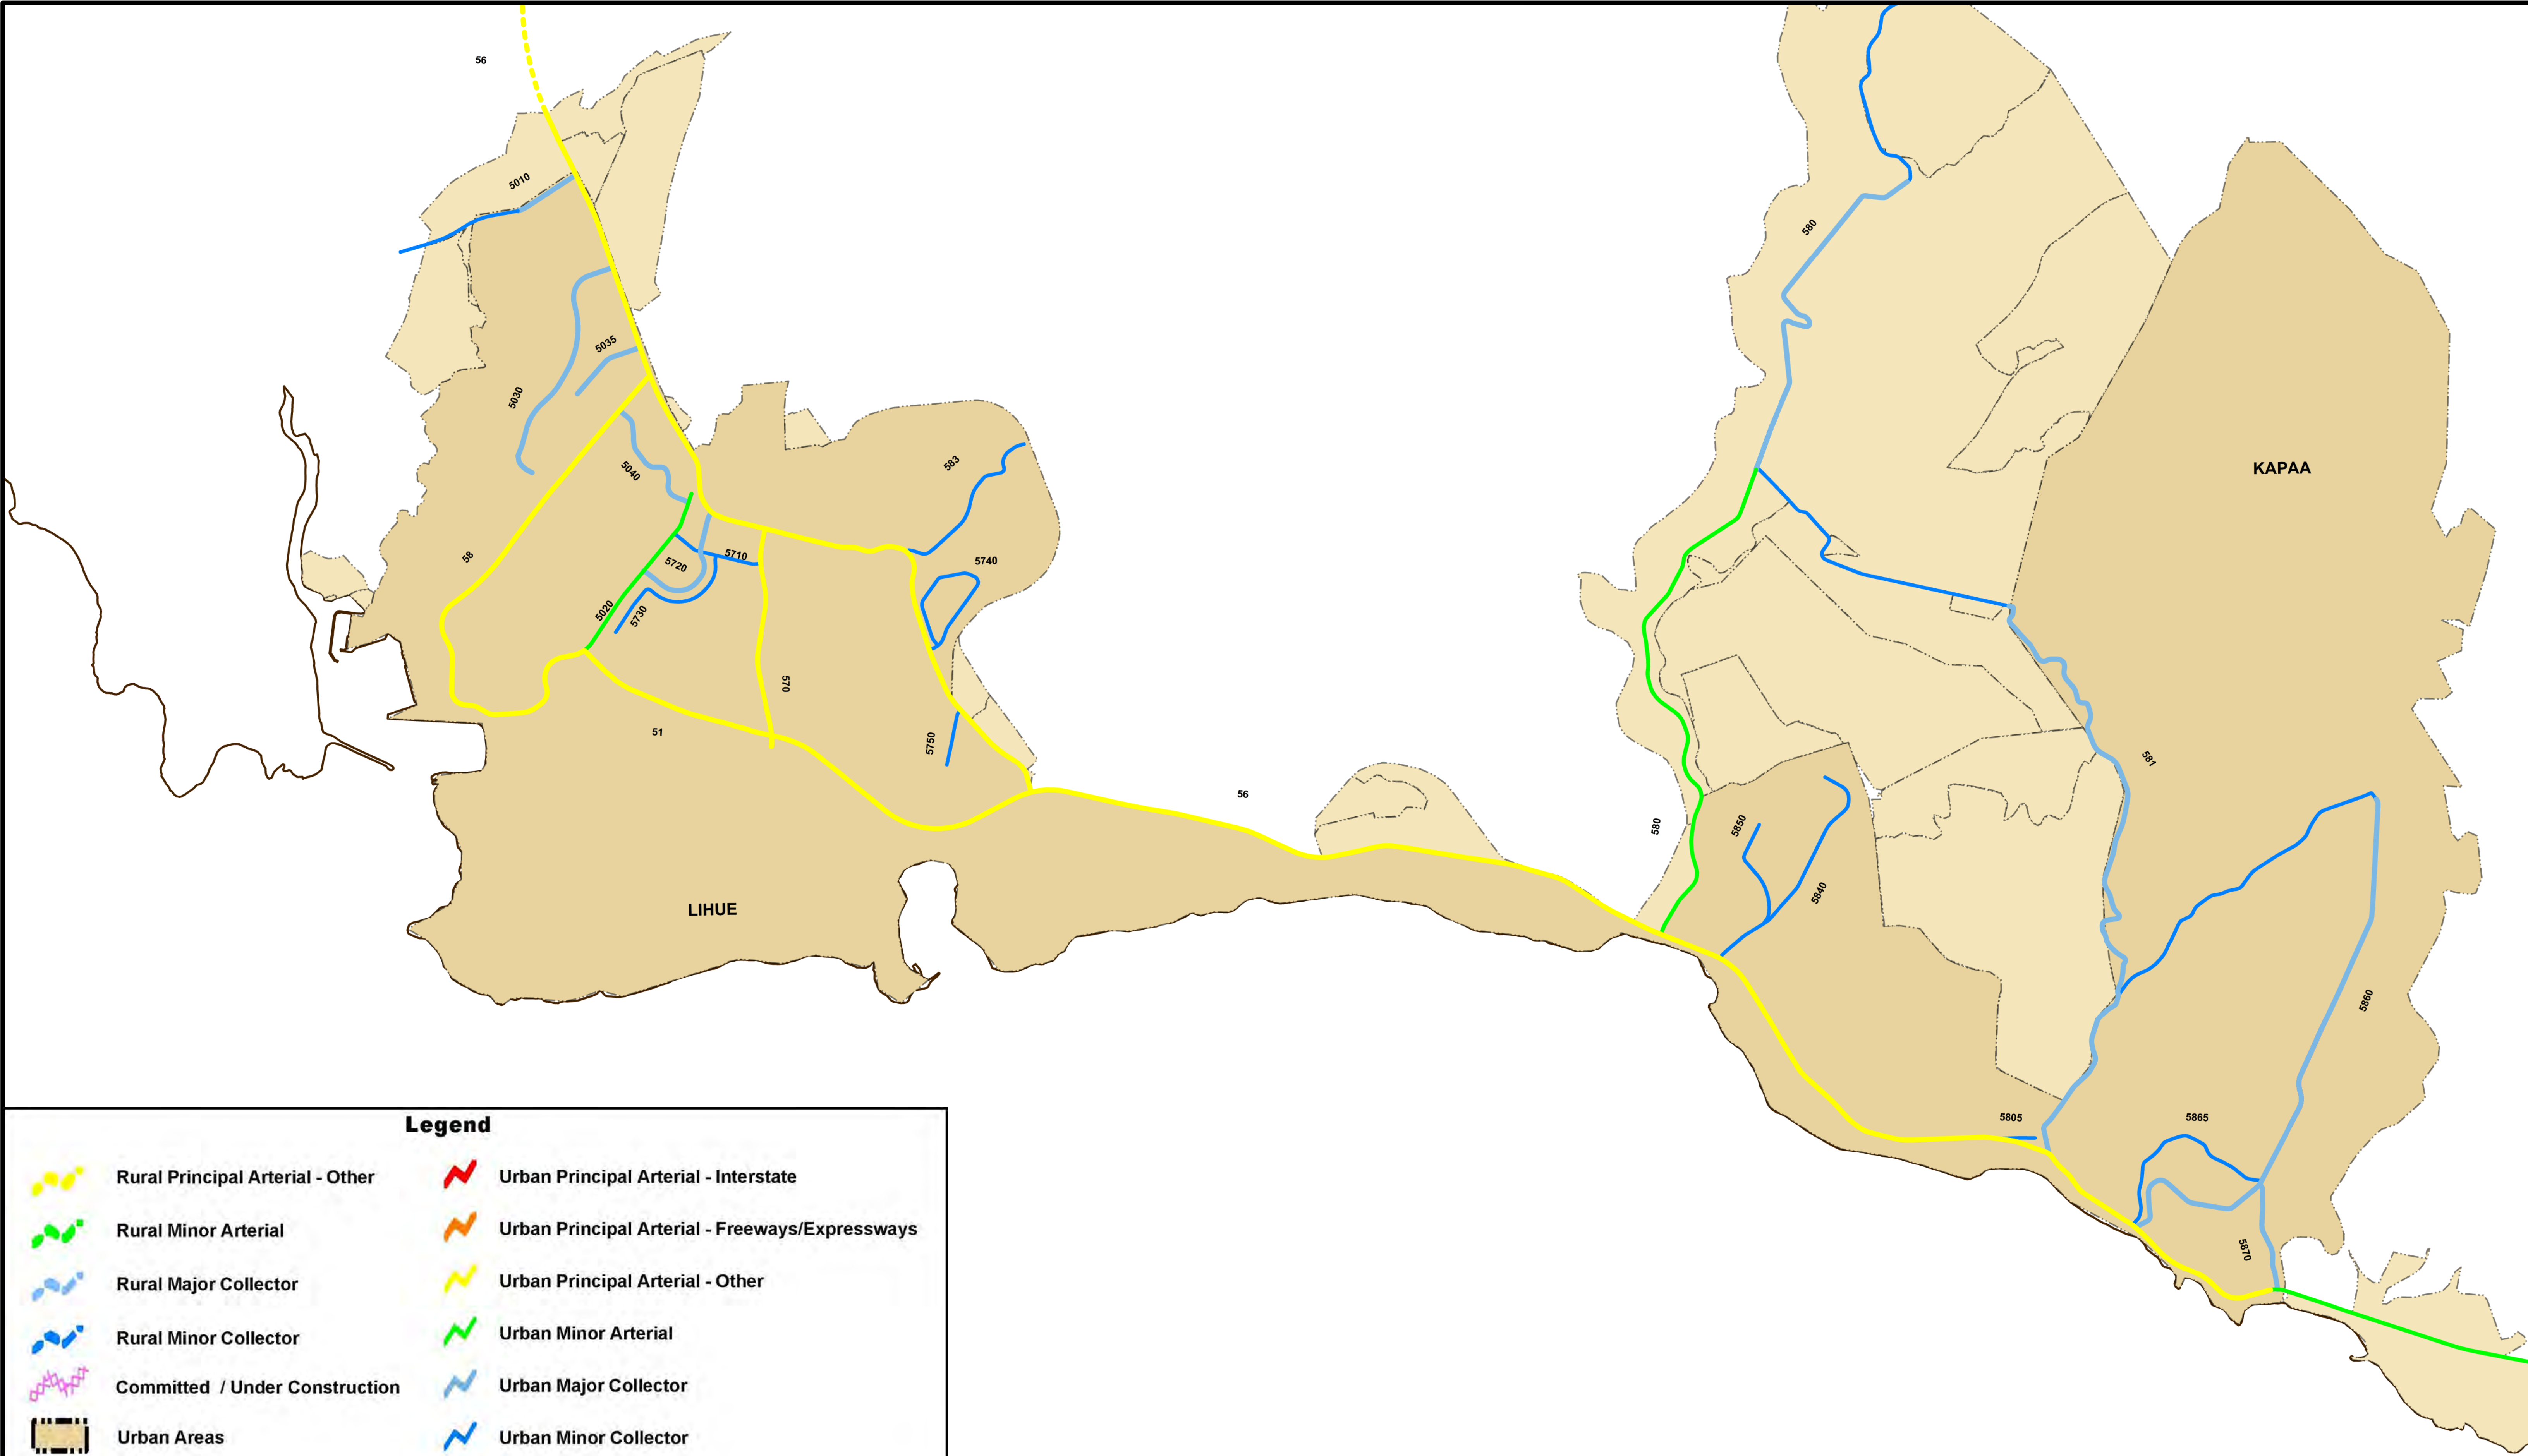 56
5010
580
5035
5030
KAPAA
583
5040
58
5710
5740
5720
5020
5730
570
51
5750
581
56
580
5850
5840
LIHUE
5860
5805
5865
5870
Legend
Rural Principal Arterial - Other
Urban Principal Arterial - Interstate
Rural Minor Arterial
Urban Principal Arterial - Freeways/Expressways
Rural Major Collector
Urban Principal Arterial - Other
Rural Minor Collector
Urban Minor Arterial
Committed / Under Construction
Urban Major Collector
Urban Areas
Urban Minor Collector